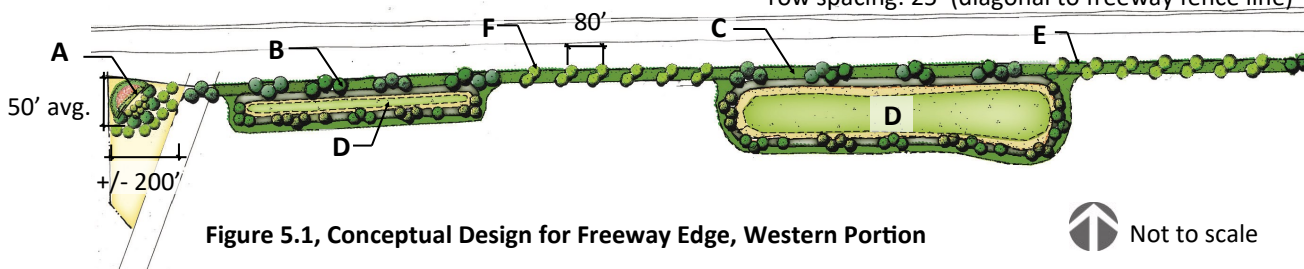 row spacing: 25' (diagonal to freeway fence line)
A
B
F
80'
C
E
50' avg.
D
D
+/- 200'
Figure 5.1, Conceptual Design for Freeway Edge, Western Portion
Not to scale